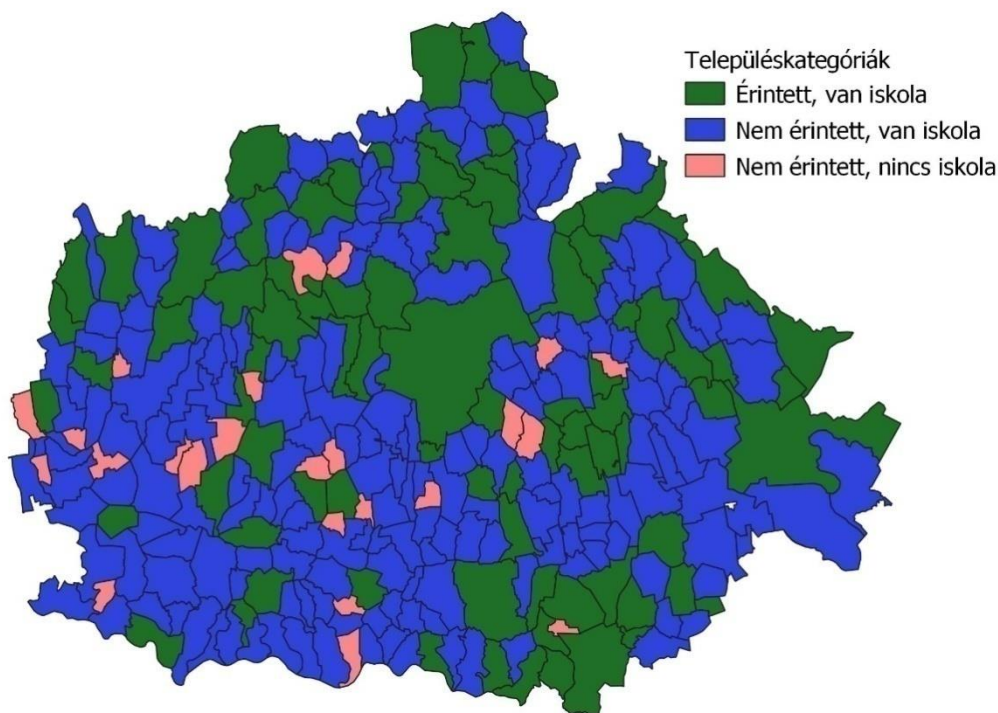 Településkategóriák
Érintett, van iskola
Nem érintett, van iskola
Nem érintett, nincs iskola